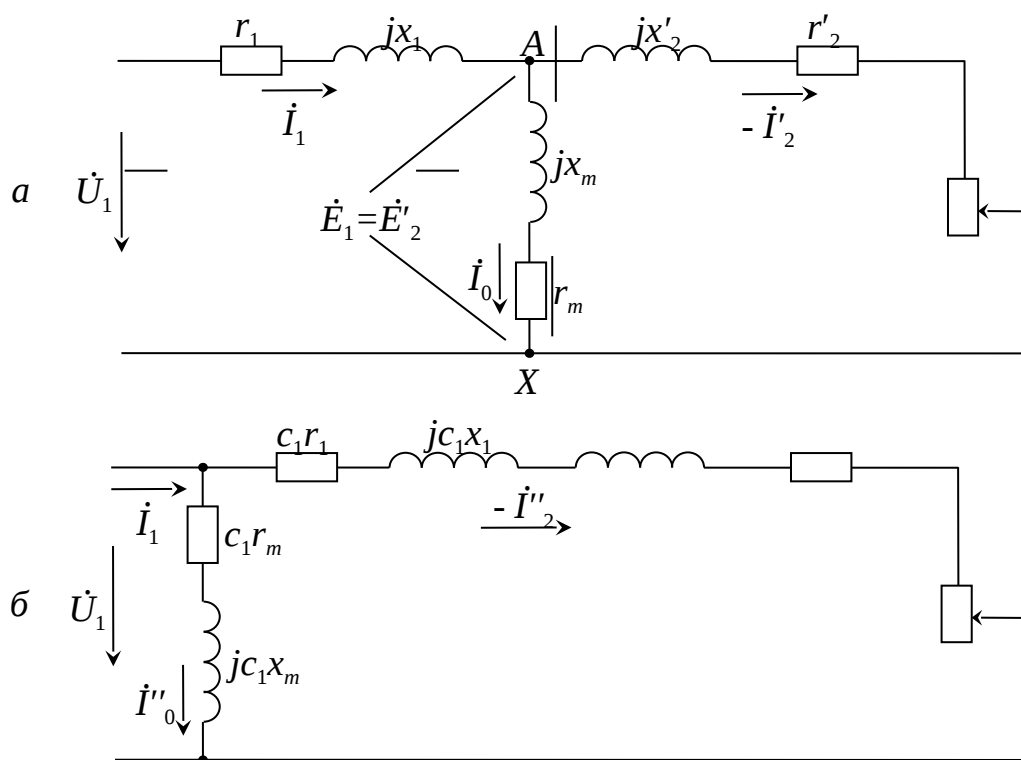 r₁ jx₁ A jx′₂ r′₂
İ₁ - İ′₂
а U̇₁ jxₘ
Ė₁=Ė′₂
İ₀ rₘ
X
c₁r₁ jc₁x₁
İ₁ - İ″₂
c₁rₘ
б U̇₁
jc₁xₘ
İ″₀